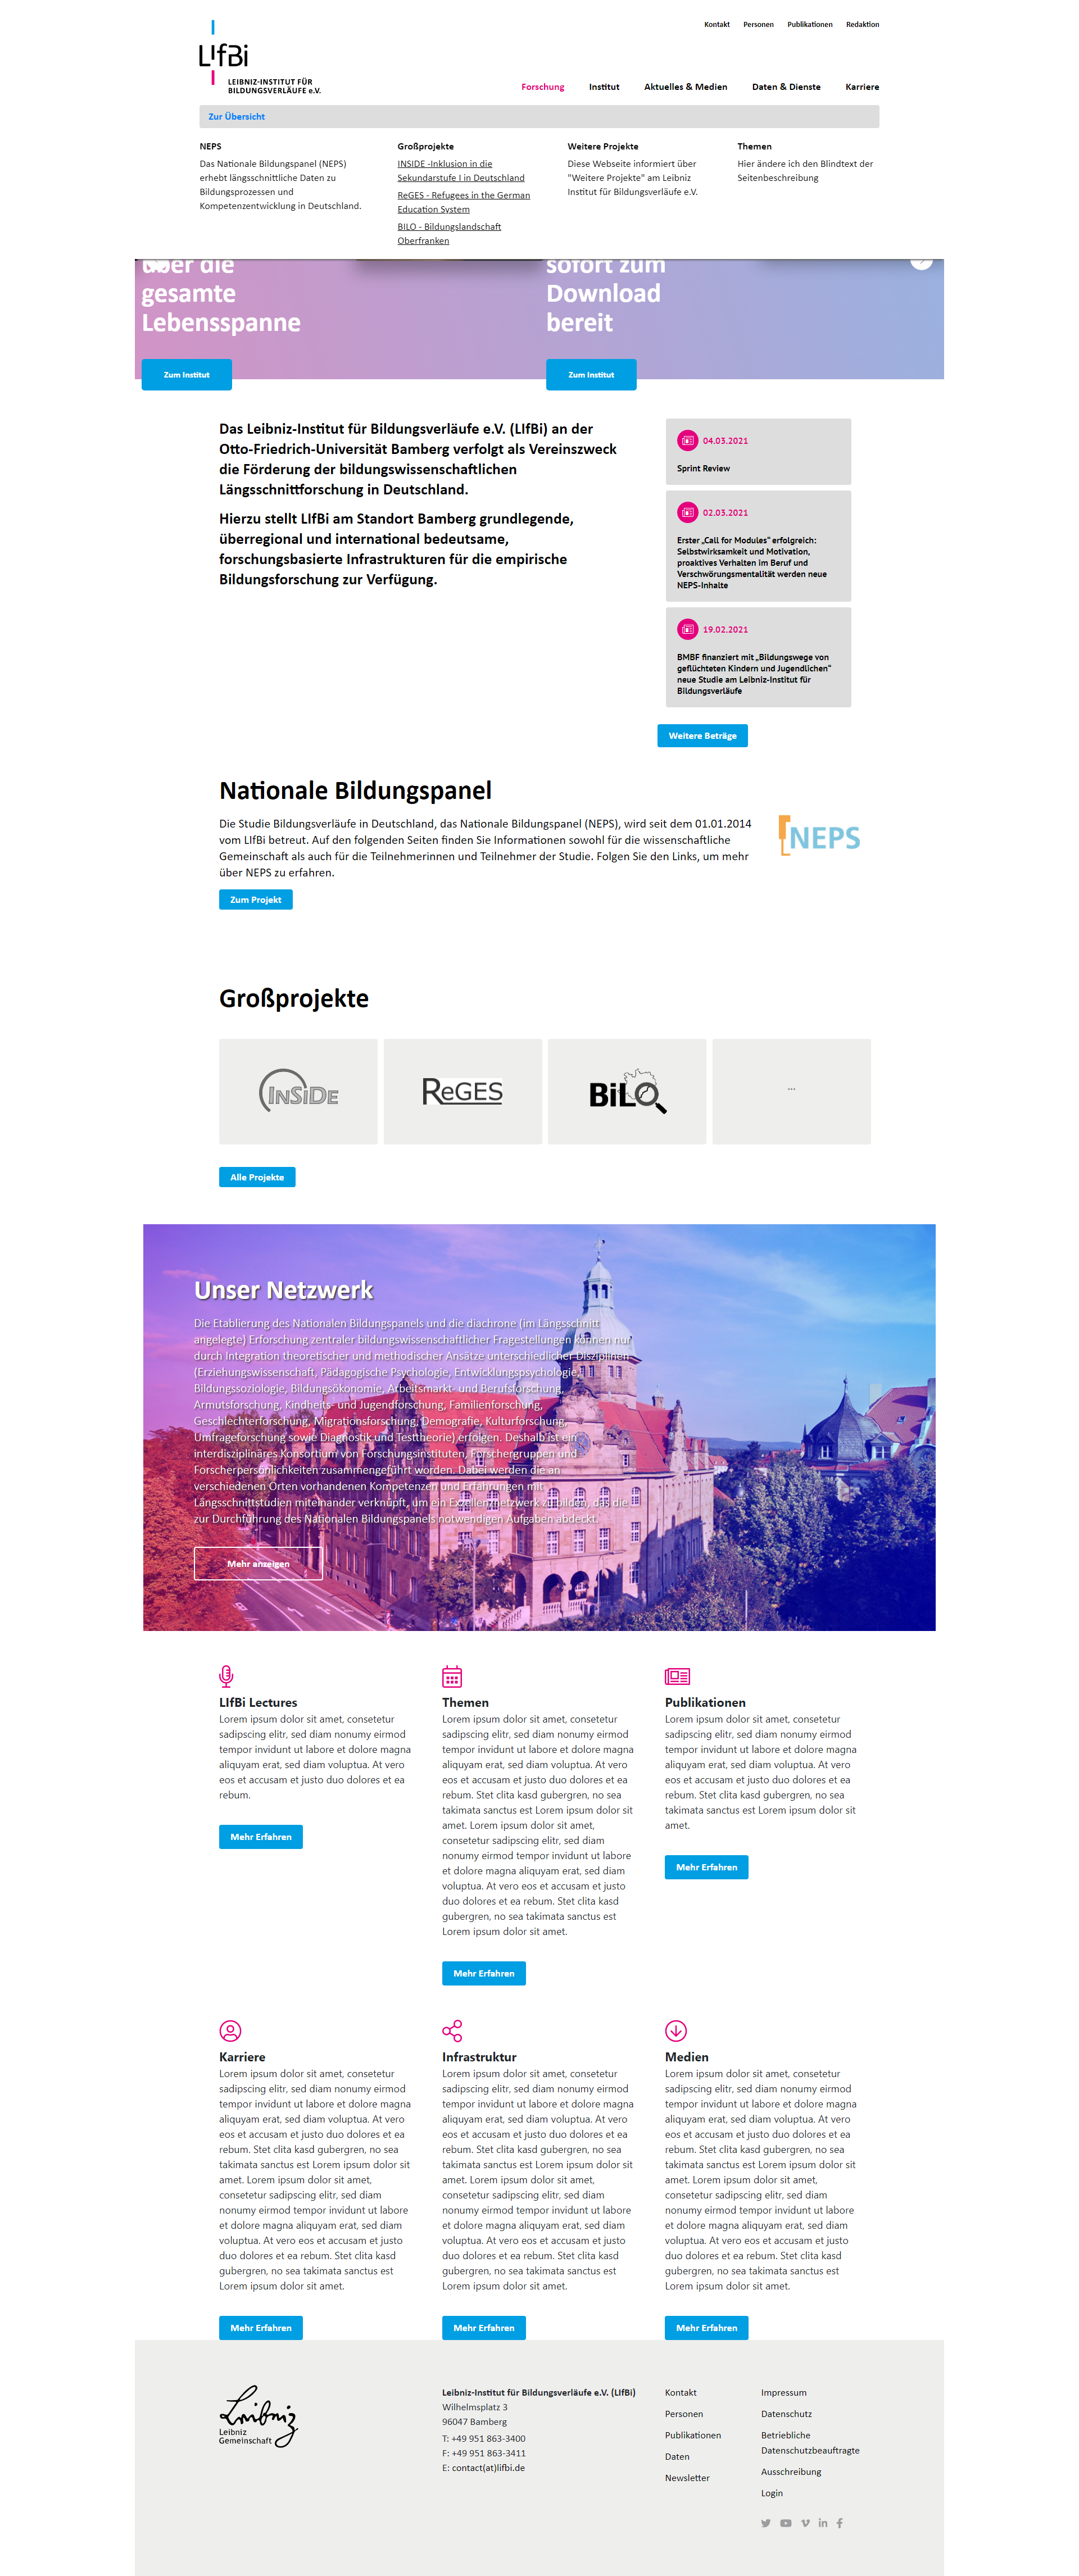 Kontakt Personen Publikationen Redaktion
LIfBi
LEIBNIZ-INSTITUT FÜR
BILDUNGSVERLÄUFE e.V.
Forschung Institut Aktuelles & Medien Daten & Dienste Karriere
Zur Übersicht
NEPS
Das Nationale Bildungspanel (NEPS)
erhebt längsschnittliche Daten zu
Bildungsprozessen und
Kompetenzentwicklung in Deutschland.
Großprojekte
INSIDE -Inklusion in die
Sekundarstufe I in Deutschland
ReGES - Refugees in the German
Education System
BILO - Bildungslandschaft
Oberfranken
Weitere Projekte
Diese Webseite informiert über
"Weitere Projekte" am Leibniz
Institut für Bildungsverläufe e.V.
Themen
Hier ändere ich den Blindtext der
Seitenbeschreibung
über die
gesamte
Lebensspanne
Zum Institut
sofort zum
Download
bereit
Zum Institut
Das Leibniz-Institut für Bildungsverläufe e.V. (LIfBi) an der
Otto-Friedrich-Universität Bamberg verfolgt als Vereinszweck
die Förderung der bildungswissenschaftlichen
Längsschnittforschung in Deutschland.
Hierzu stellt LIfBi am Standort Bamberg grundlegende,
überregional und international bedeutsame,
forschungsbasierte Infrastrukturen für die empirische
Bildungsforschung zur Verfügung.
04.03.2021
Sprint Review
02.03.2021
Erster „Call for Modules“ erfolgreich:
Selbstwirksamkeit und Motivation,
proaktives Verhalten im Beruf und
Verschwörungsmentalität werden neue
NEPS-Inhalte
19.02.2021
BMBF finanziert mit „Bildungswege von
geflüchteten Kindern und Jugendlichen“
neue Studie am Leibniz-Institut für
Bildungsverläufe
Weitere Beträge
Nationale Bildungspanel
Die Studie Bildungsverläufe in Deutschland, das Nationale Bildungspanel (NEPS), wird seit dem 01.01.2014
vom LIfBi betreut. Auf den folgenden Seiten finden Sie Informationen sowohl für die wissenschaftliche
Gemeinschaft als auch für die Teilnehmerinnen und Teilnehmer der Studie. Folgen Sie den Links, um mehr
über NEPS zu erfahren.
NEPS
Zum Projekt
Großprojekte
INSIDE
ReGES
BiLO
...
Alle Projekte
Unser Netzwerk
Die Etablierung des Nationalen Bildungspanels und die diachrone (im Längsschnitt
angelegte) Erforschung zentraler bildungswissenschaftlicher Fragestellungen können nur
durch Integration theoretischer und methodischer Ansätze unterschiedlicher Disziplinen
(Erziehungswissenschaft, Pädagogische Psychologie, Entwicklungspsychologie,
Bildungssoziologie, Bildungsökonomie, Arbeitsmarkt- und Berufsforschung,
Armutsforschung, Kindheits- und Jugendforschung, Familienforschung,
Geschlechterforschung, Migrationsforschung, Demografie, Kulturforschung,
Umfrageforschung sowie Diagnostik und Testtheorie) erfolgen. Deshalb ist ein
interdisziplinäres Konsortium von Forschungsinstituten, Forschergruppen und
Forscherpersönlichkeiten zusammengeführt worden. Dabei werden die an
verschiedenen Orten vorhandenen Kompetenzen und Erfahrungen mit
Längsschnittstudien miteinander verknüpft, um ein Exzellenznetzwerk zu bilden, das die
zur Durchführung des Nationalen Bildungspanels notwendigen Aufgaben abdeckt.
Mehr anzeigen
LIfBi Lectures
Lorem ipsum dolor sit amet, consetetur
sadipscing elitr, sed diam nonumy eirmod
tempor invidunt ut labore et dolore magna
aliquyam erat, sed diam voluptua. At vero
eos et accusam et justo duo dolores et ea
rebum.
Mehr Erfahren
Themen
Lorem ipsum dolor sit amet, consetetur
sadipscing elitr, sed diam nonumy eirmod
tempor invidunt ut labore et dolore magna
aliquyam erat, sed diam voluptua. At vero
eos et accusam et justo duo dolores et ea
rebum. Stet clita kasd gubergren, no sea
takimata sanctus est Lorem ipsum dolor sit
amet. Lorem ipsum dolor sit amet,
consetetur sadipscing elitr, sed diam
nonumy eirmod tempor invidunt ut labore
et dolore magna aliquyam erat, sed diam
voluptua. At vero eos et accusam et justo
duo dolores et ea rebum. Stet clita kasd
gubergren, no sea takimata sanctus est
Lorem ipsum dolor sit amet.
Mehr Erfahren
Publikationen
Lorem ipsum dolor sit amet, consetetur
sadipscing elitr, sed diam nonumy eirmod
tempor invidunt ut labore et dolore magna
aliquyam erat, sed diam voluptua. At vero
eos et accusam et justo duo dolores et ea
rebum. Stet clita kasd gubergren, no sea
takimata sanctus est Lorem ipsum dolor sit
amet.
Mehr Erfahren
Karriere
Lorem ipsum dolor sit amet, consetetur
sadipscing elitr, sed diam nonumy eirmod
tempor invidunt ut labore et dolore magna
aliquyam erat, sed diam voluptua. At vero
eos et accusam et justo duo dolores et ea
rebum. Stet clita kasd gubergren, no sea
takimata sanctus est Lorem ipsum dolor sit
amet. Lorem ipsum dolor sit amet,
consetetur sadipscing elitr, sed diam
nonumy eirmod tempor invidunt ut labore
et dolore magna aliquyam erat, sed diam
voluptua. At vero eos et accusam et justo
duo dolores et ea rebum. Stet clita kasd
gubergren, no sea takimata sanctus est
Lorem ipsum dolor sit amet.
Mehr Erfahren
Infrastruktur
Lorem ipsum dolor sit amet, consetetur
sadipscing elitr, sed diam nonumy eirmod
tempor invidunt ut labore et dolore magna
aliquyam erat, sed diam voluptua. At vero
eos et accusam et justo duo dolores et ea
rebum. Stet clita kasd gubergren, no sea
takimata sanctus est Lorem ipsum dolor sit
amet. Lorem ipsum dolor sit amet,
consetetur sadipscing elitr, sed diam
nonumy eirmod tempor invidunt ut labore
et dolore magna aliquyam erat, sed diam
voluptua. At vero eos et accusam et justo
duo dolores et ea rebum. Stet clita kasd
gubergren, no sea takimata sanctus est
Lorem ipsum dolor sit amet.
Mehr Erfahren
Medien
Lorem ipsum dolor sit amet, consetetur
sadipscing elitr, sed diam nonumy eirmod
tempor invidunt ut labore et dolore magna
aliquyam erat, sed diam voluptua. At vero
eos et accusam et justo duo dolores et ea
rebum. Stet clita kasd gubergren, no sea
takimata sanctus est Lorem ipsum dolor sit
amet. Lorem ipsum dolor sit amet,
consetetur sadipscing elitr, sed diam
nonumy eirmod tempor invidunt ut labore
et dolore magna aliquyam erat, sed diam
voluptua. At vero eos et accusam et justo
duo dolores et ea rebum. Stet clita kasd
gubergren, no sea takimata sanctus est
Lorem ipsum dolor sit amet.
Mehr Erfahren
Leibniz
Leibniz
Gemeinschaft
Leibniz-Institut für Bildungsverläufe e.V. (LIfBi)
Wilhelmsplatz 3
96047 Bamberg
T: +49 951 863-3400
F: +49 951 863-3411
E: contact(at)lifbi.de
Kontakt
Personen
Publikationen
Daten
Newsletter
Impressum
Datenschutz
Betriebliche
Datenschutzbeauftragte
Ausschreibung
Login